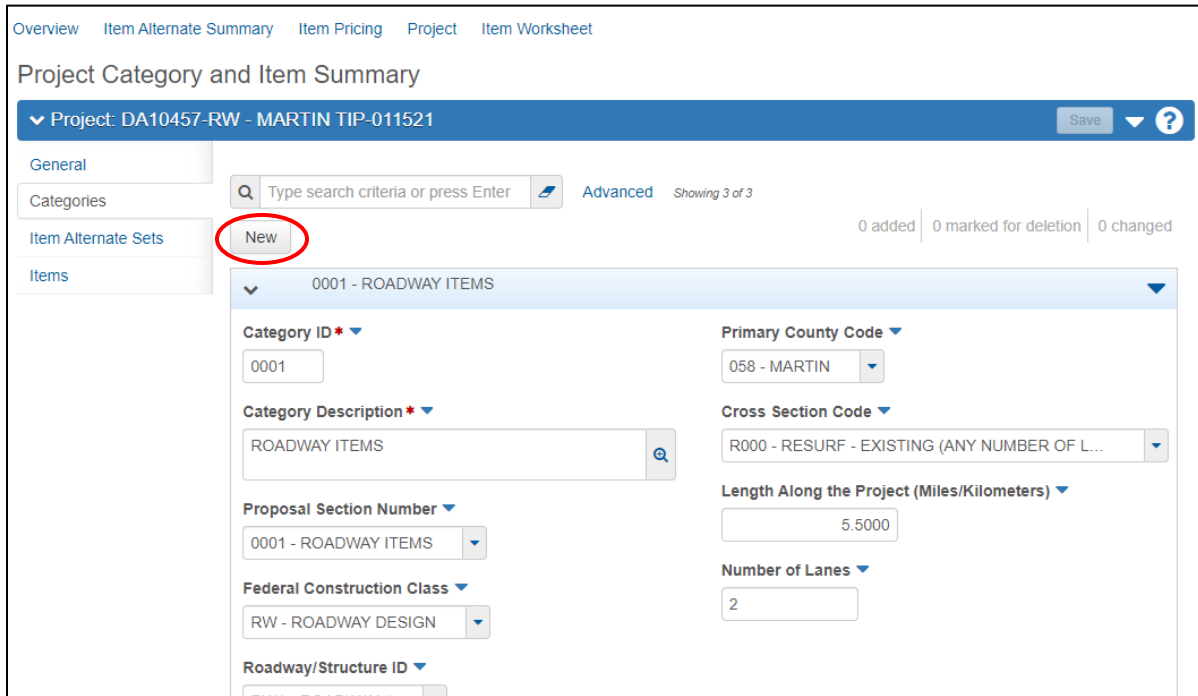 Overview Item Alternate Summary Item Pricing Project Item Worksheet
Project Category and Item Summary
Project: DA10457-RW - MARTIN TIP-011521 Save ?
General
Categories
Item Alternate Sets
Items
Type search criteria or press Enter Advanced Showing 3 of 3
New 0 added 0 marked for deletion 0 changed
0001 - ROADWAY ITEMS
Category ID*
0001
Category Description*
ROADWAY ITEMS
Proposal Section Number
0001 - ROADWAY ITEMS
Federal Construction Class
RW - ROADWAY DESIGN
Roadway/Structure ID
Primary County Code
058 - MARTIN
Cross Section Code
R000 - RESURF - EXISTING (ANY NUMBER OF L...
Length Along the Project (Miles/Kilometers)
5.5000
Number of Lanes
2